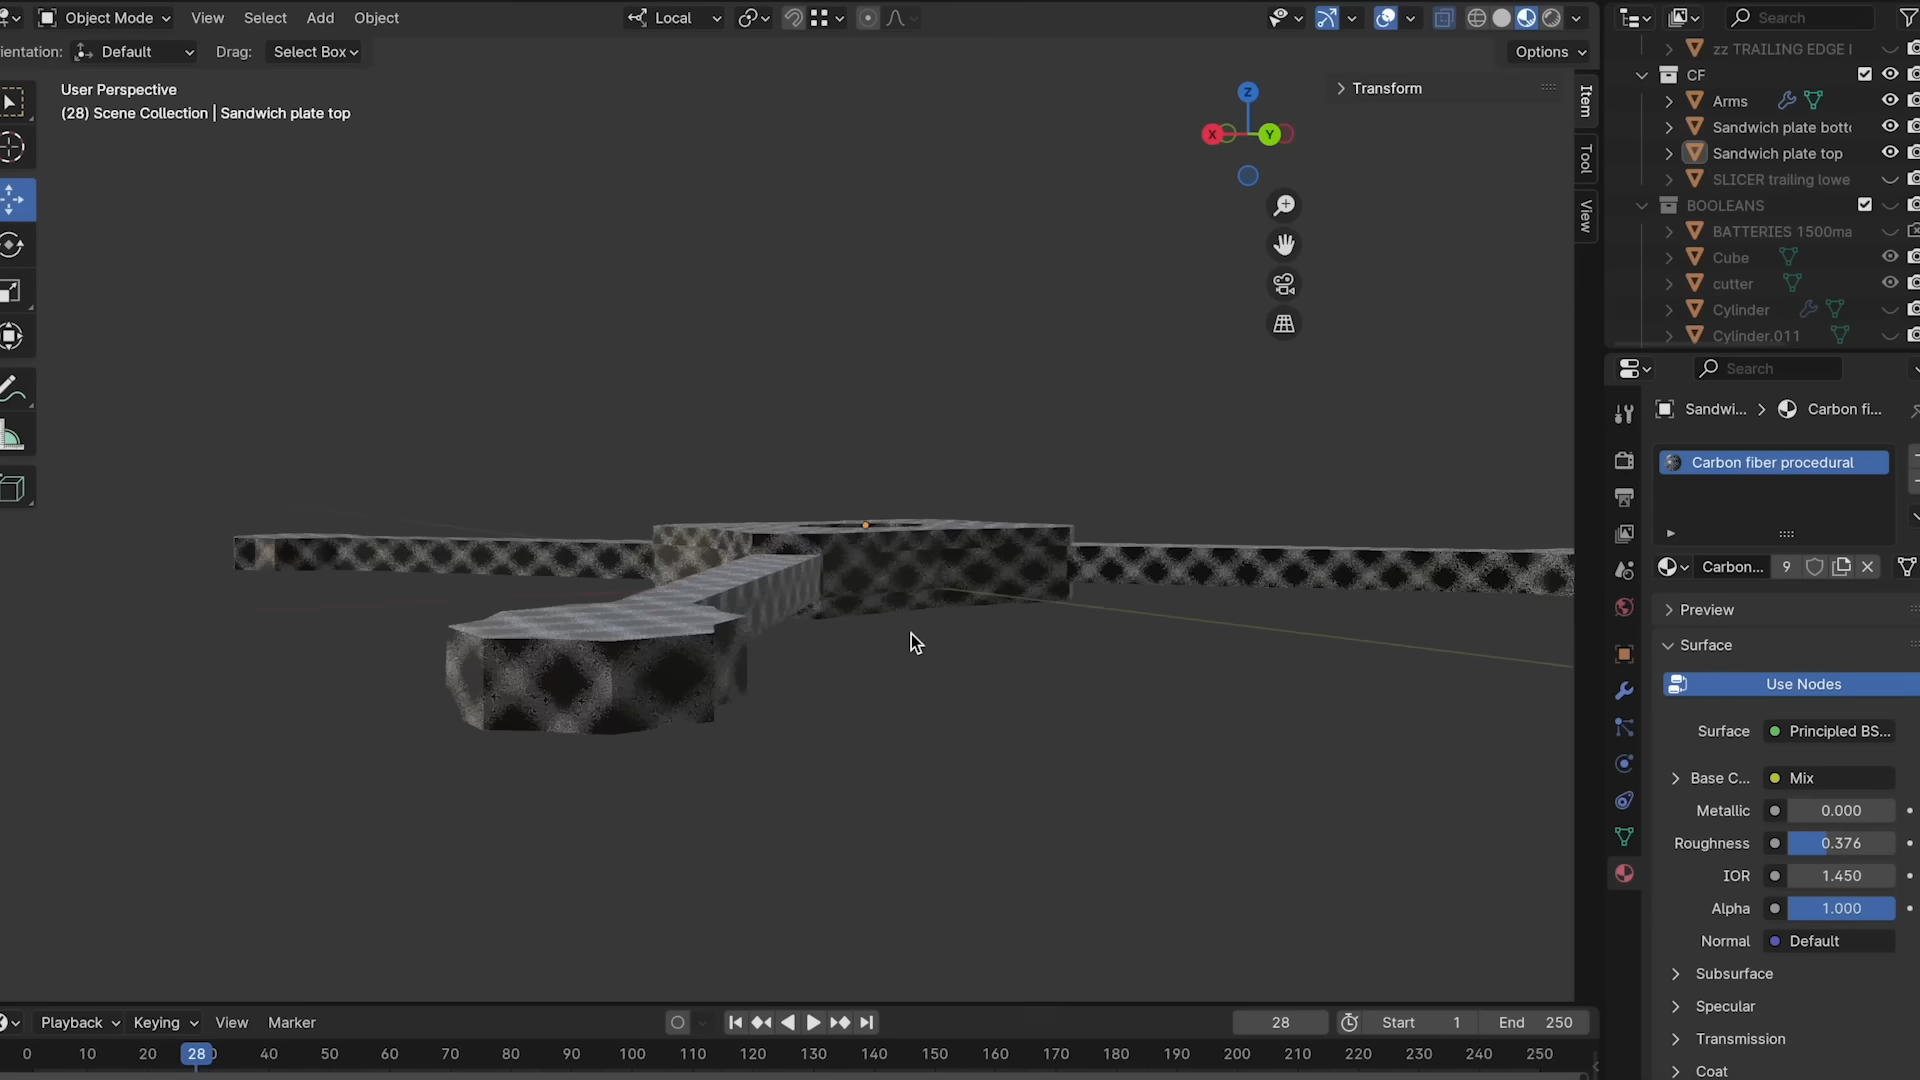 Object Mode
View
Select
Add
Object
Local
Search
ientation:
Default
Drag:
Select Box
Options
User Perspective
(28) Scene Collection | Sandwich plate top
Z
X
Y
Transform
Item
Tool
View
zz TRAILING EDGE
CF
Arms
Sandwich plate bott
Sandwich plate top
SLICER trailing lowe
BOOLEANS
BATTERIES 1500ma
Cube
cutter
Cylinder
Cylinder.011
Search
Sandwi...
Carbon fi...
Carbon fiber procedural
Carbon...
9
Preview
Surface
Use Nodes
Surface
Principled BS...
Base C...
Mix
Metallic
0.000
Roughness
0.376
IOR
1.450
Alpha
1.000
Normal
Default
Subsurface
Specular
Transmission
Coat
Playback
Keying
View
Marker
28
Start 1
End 250
0 10 20 28 40 50 60 70 80 90 100 110 120 130 140 150 160 170 180 190 200 210 220 230 240 250